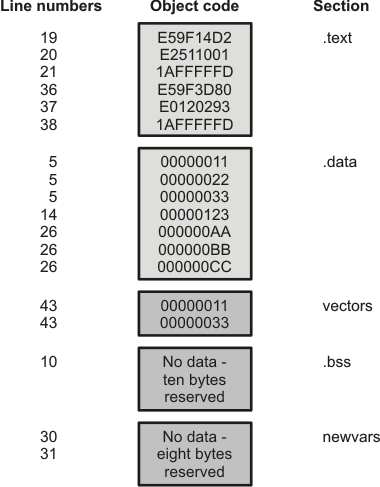 Line numbers Object code Section
19 E59F14D2 .text
20 E2511001
21 1AFFFFFD
36 E59F3D80
37 E0120293
38 1AFFFFFD
5 00000011 .data
5 00000022
5 00000033
14 00000123
26 000000AA
26 000000BB
26 000000CC
43 00000011 vectors
43 00000033
10 No data - .bss
ten bytes
reserved
30 No data - newvars
31 eight bytes
reserved